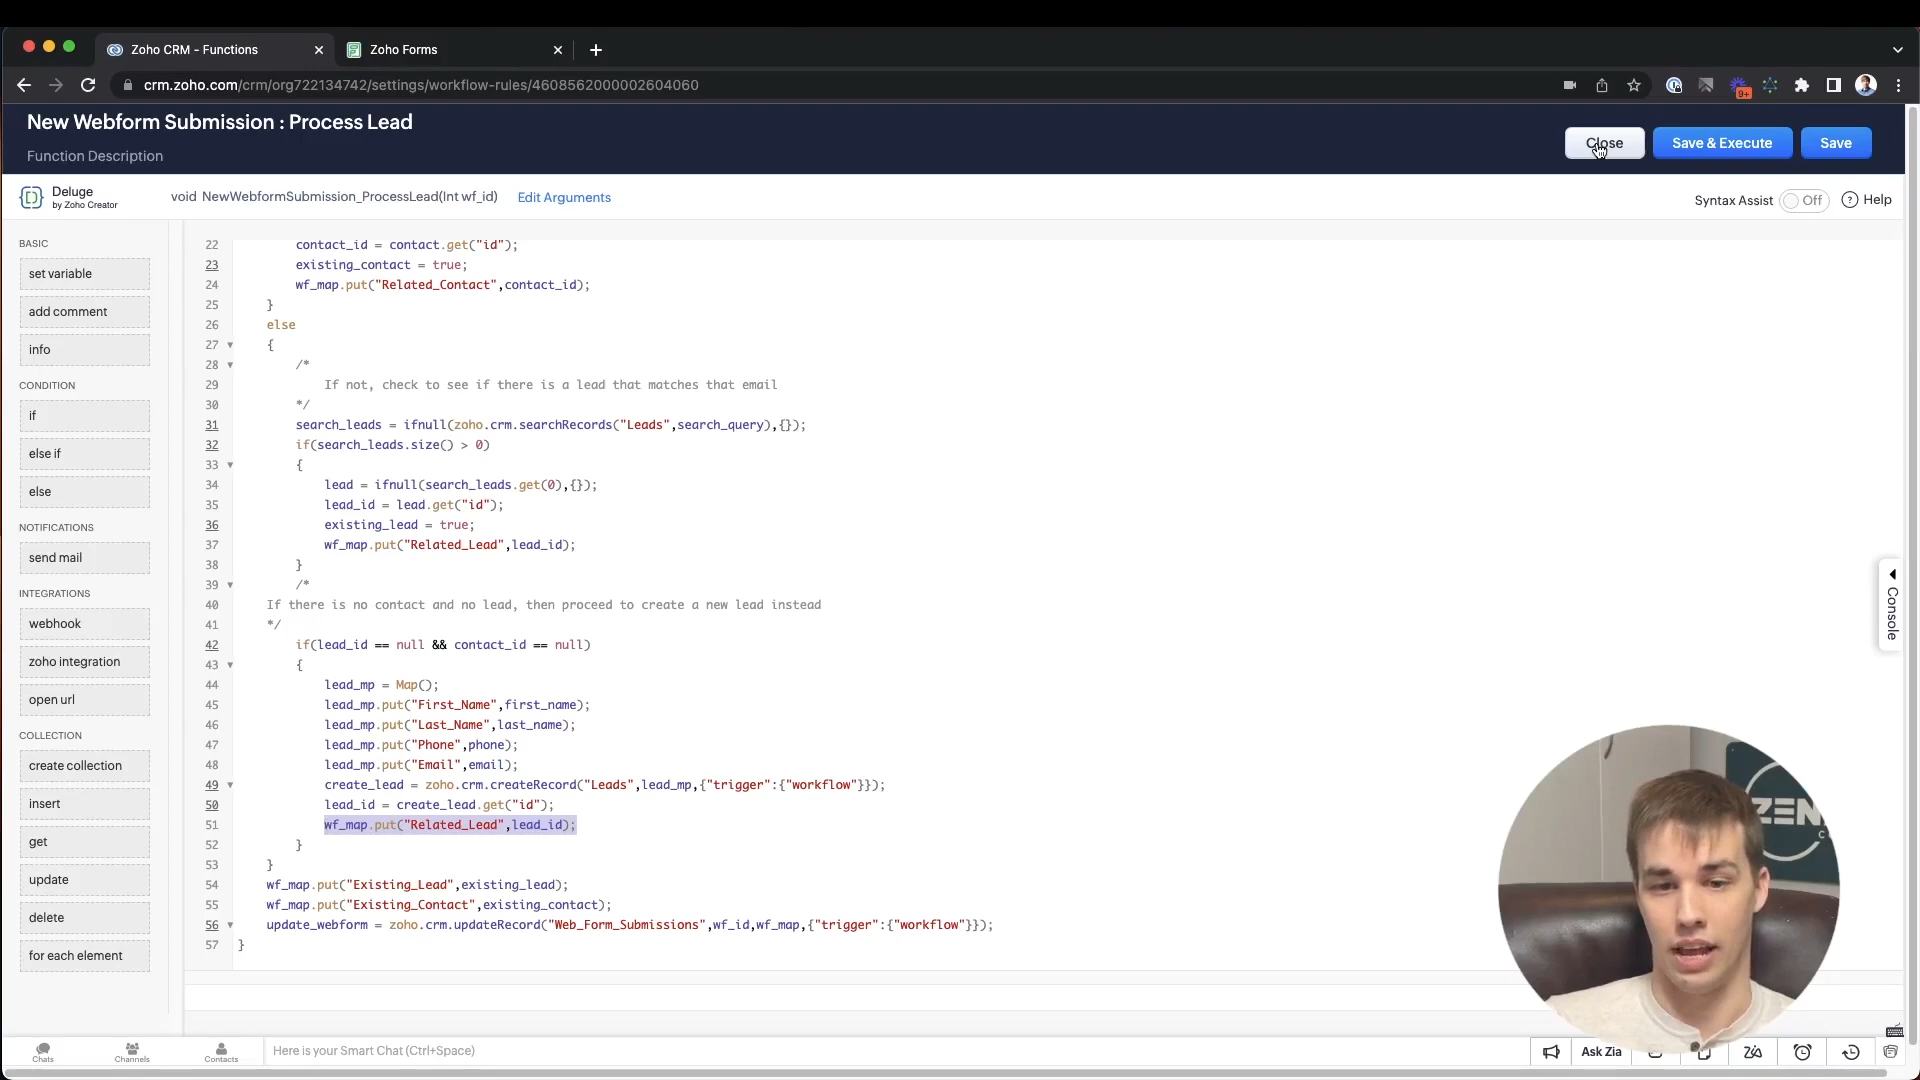 Zoho CRM - Functions
Zoho Forms
crm.zoho.com/crm/org722134742/settings/workflow-rules/4608562000002604060
9+
New Webform Submission : Process Lead
Function Description
Close
Save & Execute
Save
Deluge
by Zoho Creator
void NewWebformSubmission_ProcessLead(Int wf_id)
Edit Arguments
Syntax Assist
Off
Help
BASIC
set variable
add comment
info
CONDITION
if
else if
else
NOTIFICATIONS
send mail
INTEGRATIONS
webhook
zoho integration
open url
COLLECTION
create collection
insert
get
update
delete
for each element
22 contact_id = contact.get("id");
23 existing_contact = true;
24 wf_map.put("Related_Contact",contact_id);
25 }
26 else
27 {
28 /*
29 If not, check to see if there is a lead that matches that email
30 */
31 search_leads = ifnull(zoho.crm.searchRecords("Leads",search_query),{});
32 if(search_leads.size() > 0)
33 {
34 lead = ifnull(search_leads.get(0),{});
35 lead_id = lead.get("id");
36 existing_lead = true;
37 wf_map.put("Related_Lead",lead_id);
38 }
39 /*
40 If there is no contact and no lead, then proceed to create a new lead instead
41 */
42 if(lead_id == null && contact_id == null)
43 {
44 lead_mp = Map();
45 lead_mp.put("First_Name",first_name);
46 lead_mp.put("Last_Name",last_name);
47 lead_mp.put("Phone",phone);
48 lead_mp.put("Email",email);
49 create_lead = zoho.crm.createRecord("Leads",lead_mp,{"trigger":{"workflow"}});
50 lead_id = create_lead.get("id");
51 wf_map.put("Related_Lead",lead_id);
52 }
53 }
54 wf_map.put("Existing_Lead",existing_lead);
55 wf_map.put("Existing_Contact",existing_contact);
56 update_webform = zoho.crm.updateRecord("Web_Form_Submissions",wf_id,wf_map,{"trigger":{"workflow"}});
57 }
Console
Chats
Channels
Contacts
Here is your Smart Chat (Ctrl+Space)
Ask Zia